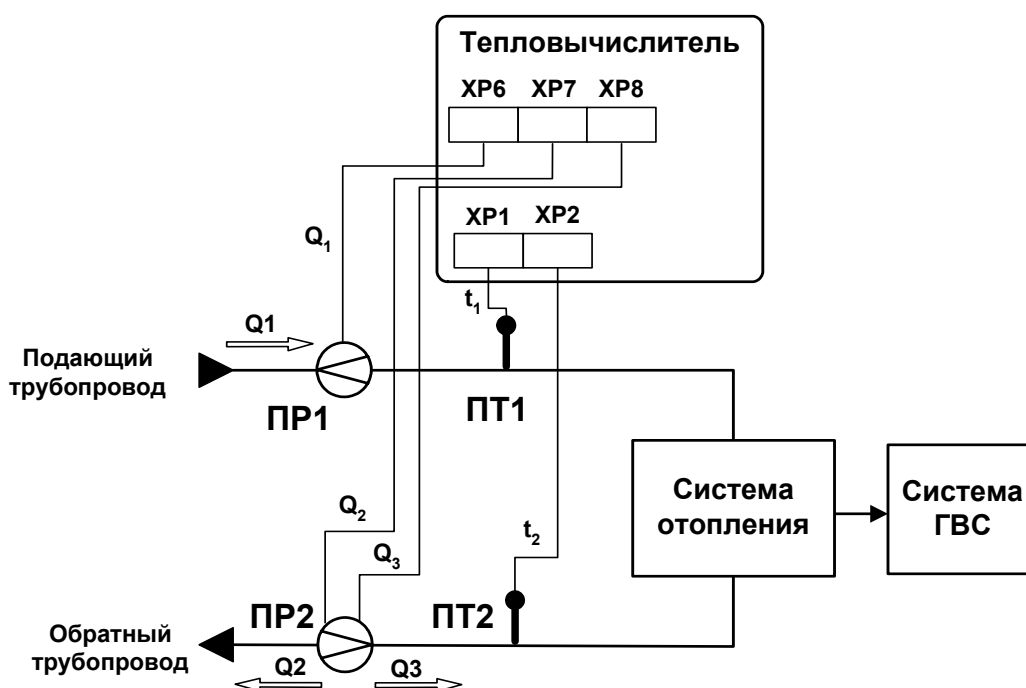 Тепловычислитель
XP6 XP7 XP8
XP1 XP2
Q1
t1
Q1
Подающий
трубопровод
ПР1
ПТ1
Система
отопления
Система
ГВС
Q2
Q3
t2
ПР2
ПТ2
Обратный
трубопровод
Q2
Q3